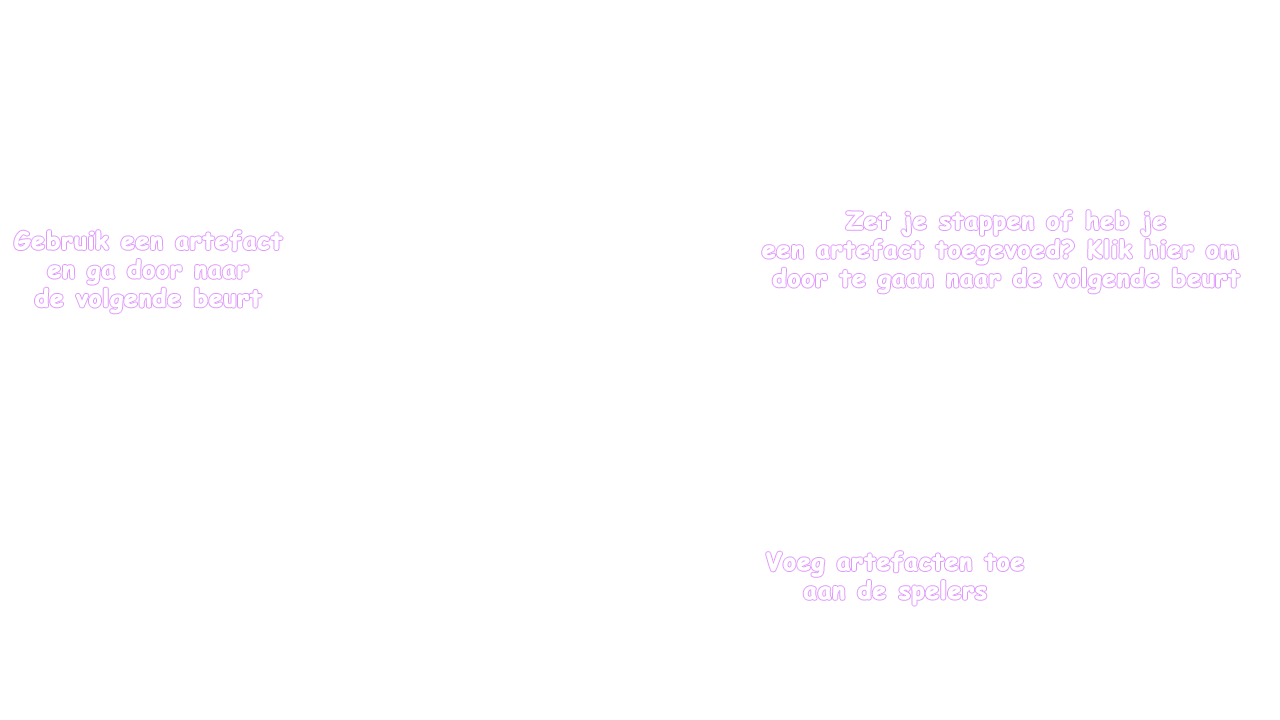 Gebruik een artefact
en ga door naar
de volgende beurt
Zet je stappen of heb je
een artefact toegevoed? Klik hier om
door te gaan naar de volgende beurt
Voeg artefacten toe
aan de spelers